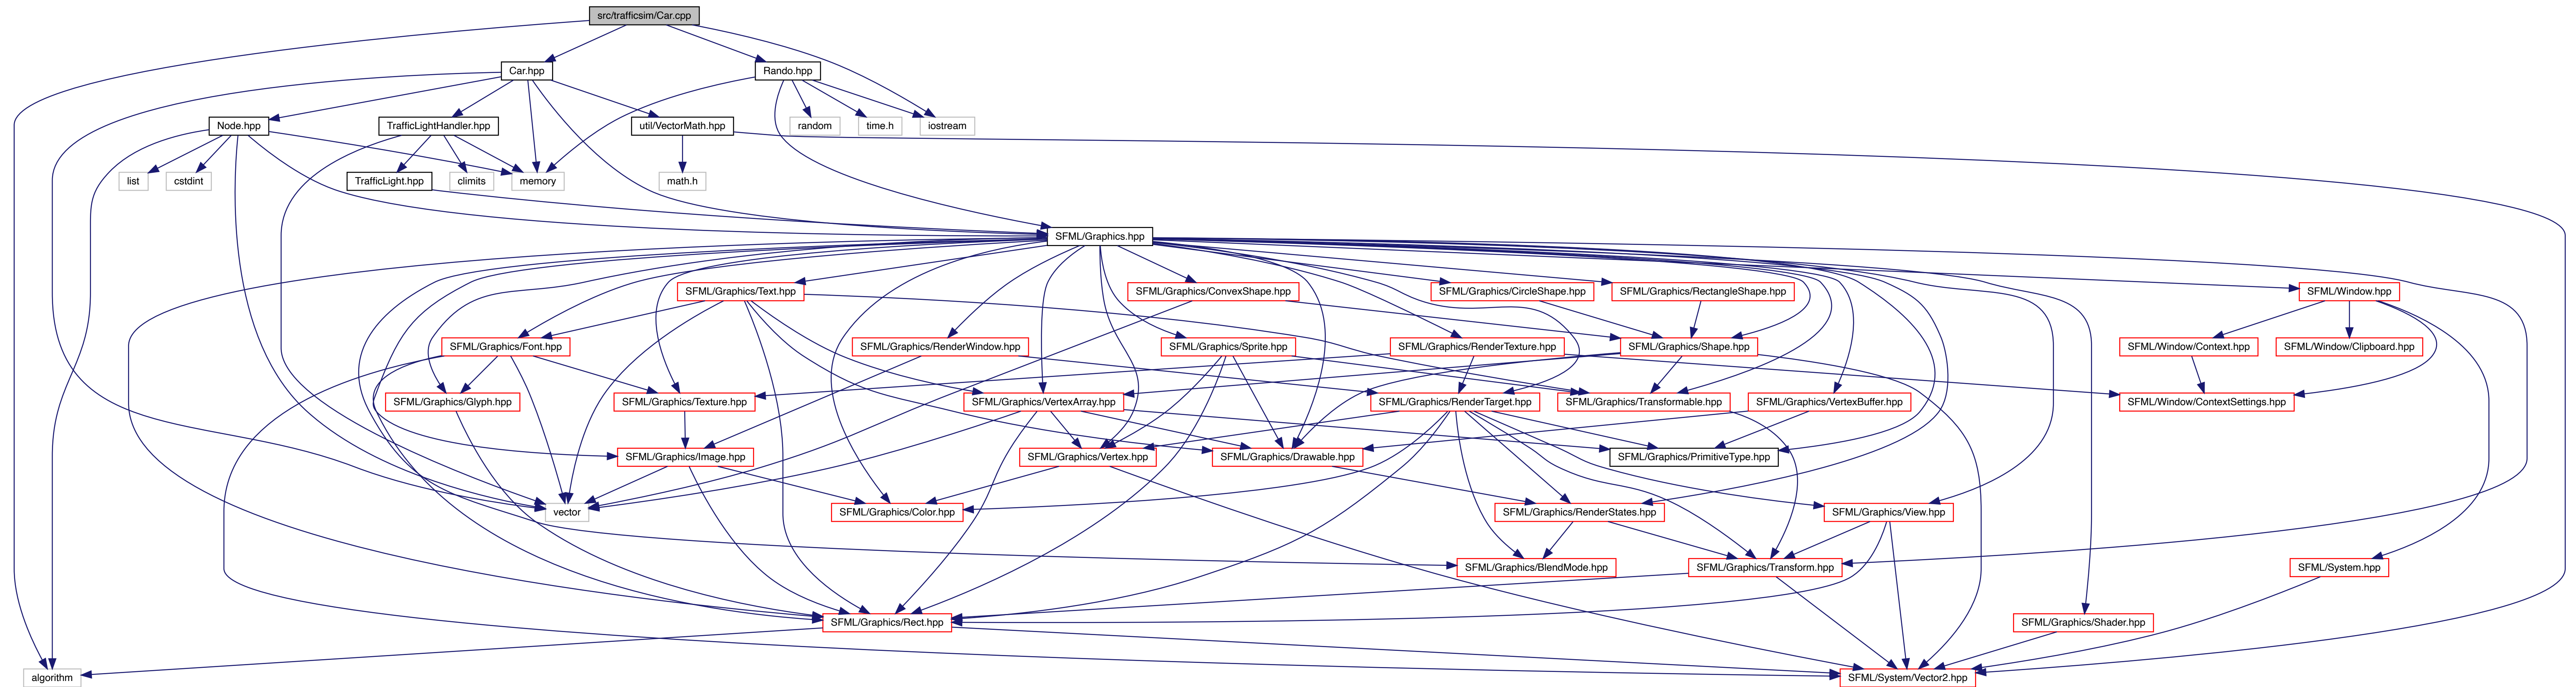 src/trafficsim/Car.cpp
Car.hpp
Rando.hpp
Node.hpp
TrafficLightHandler.hpp
util/VectorMath.hpp
random
time.h
iostream
list
cstdint
TrafficLight.hpp
climits
memory
math.h
SFML/Graphics.hpp
SFML/Graphics/Text.hpp
SFML/Graphics/ConvexShape.hpp
SFML/Graphics/CircleShape.hpp
SFML/Graphics/RectangleShape.hpp
SFML/Window.hpp
SFML/Graphics/Font.hpp
SFML/Graphics/RenderWindow.hpp
SFML/Graphics/Sprite.hpp
SFML/Graphics/RenderTexture.hpp
SFML/Graphics/Shape.hpp
SFML/Window/Context.hpp
SFML/Window/Clipboard.hpp
SFML/Graphics/Glyph.hpp
SFML/Graphics/Texture.hpp
SFML/Graphics/VertexArray.hpp
SFML/Graphics/RenderTarget.hpp
SFML/Graphics/Transformable.hpp
SFML/Graphics/VertexBuffer.hpp
SFML/Window/ContextSettings.hpp
SFML/Graphics/Image.hpp
SFML/Graphics/Vertex.hpp
SFML/Graphics/Drawable.hpp
SFML/Graphics/PrimitiveType.hpp
vector
SFML/Graphics/Color.hpp
SFML/Graphics/RenderStates.hpp
SFML/Graphics/View.hpp
SFML/Graphics/BlendMode.hpp
SFML/Graphics/Transform.hpp
SFML/System.hpp
SFML/Graphics/Rect.hpp
SFML/Graphics/Shader.hpp
algorithm
SFML/System/Vector2.hpp